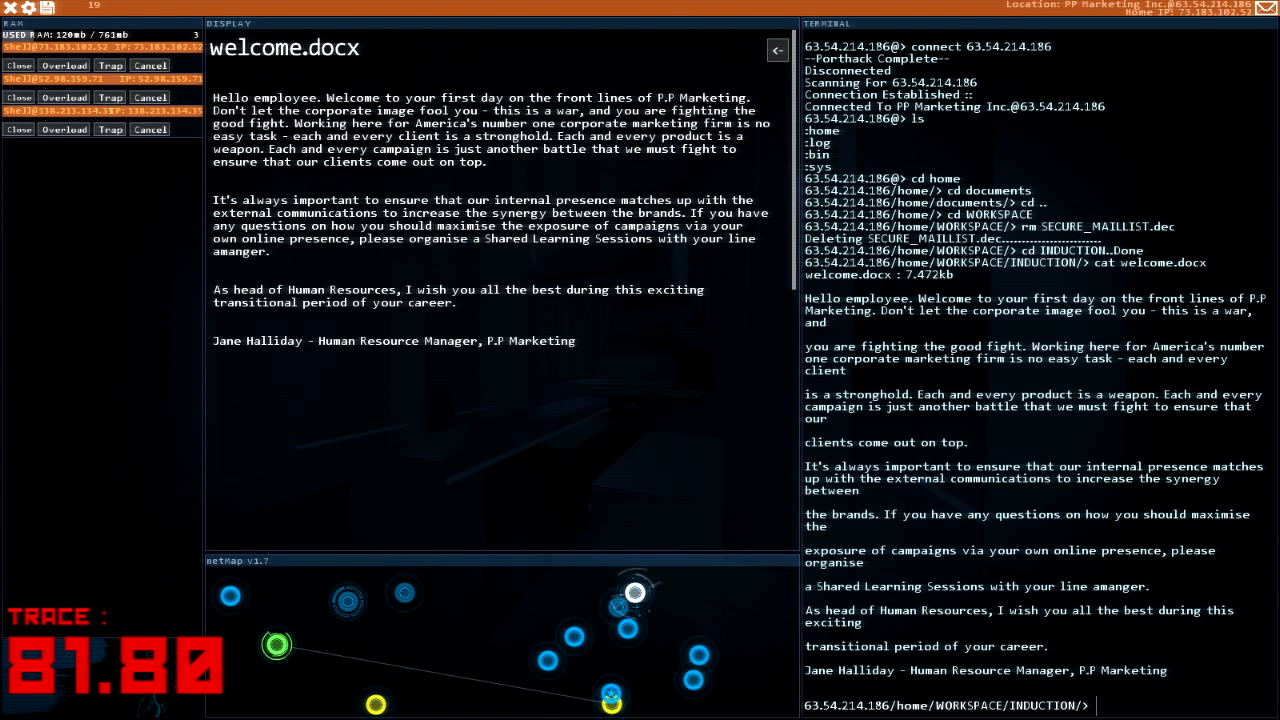 19
Location: PP Marketing Inc.@63.54.214.186
Home IP: 73.183.102.52
RAM
USED RAM: 120mb / 761mb 3
Shell@73.183.102.52 IP: 73.183.102.52
Close Overload Trap Cancel
Shell@52.98.159.71 IP: 52.98.159.71
Close Overload Trap Cancel
Shell@138.213.134.35 IP: 138.213.134.35
Close Overload Trap Cancel
TRACE :
81.80
DISPLAY
welcome.docx
<-
Hello employee. Welcome to your first day on the front lines of P.P Marketing.
Don't let the corporate image fool you - this is a war, and you are fighting the
good fight. Working here for America's number one corporate marketing firm is no
easy task - each and every client is a stronghold. Each and every product is a
weapon. Each and every campaign is just another battle that we must fight to
ensure that our clients come out on top.
It's always important to ensure that our internal presence matches up with the
external communications to increase the synergy between the brands. If you have
any questions on how you should maximise the exposure of campaigns via your
own online presence, please organise a Shared Learning Sessions with your line
amanger.
As head of Human Resources, I wish you all the best during this exciting
transitional period of your career.
Jane Halliday - Human Resource Manager, P.P Marketing
netMap v1.7
TERMINAL
63.54.214.186@> connect 63.54.214.186
--Porthack Complete--
Disconnected
Scanning For 63.54.214.186
Connection Established ::
Connected To PP Marketing Inc.@63.54.214.186
63.54.214.186@> ls
:home
:log
:bin
:sys
63.54.214.186@> cd home
63.54.214.186/home/> cd documents
63.54.214.186/home/documents/> cd ..
63.54.214.186/home/> cd WORKSPACE
63.54.214.186/home/WORKSPACE/> rm SECURE_MAILLIST.dec
Deleting SECURE_MAILLIST.dec.........................
63.54.214.186/home/WORKSPACE/> cd INDUCTION..Done
63.54.214.186/home/WORKSPACE/INDUCTION/> cat welcome.docx
welcome.docx : 7.472kb
Hello employee. Welcome to your first day on the front lines of P.P
Marketing. Don't let the corporate image fool you - this is a war,
and
you are fighting the good fight. Working here for America's number
one corporate marketing firm is no easy task - each and every
client
is a stronghold. Each and every product is a weapon. Each and every
campaign is just another battle that we must fight to ensure that
our
clients come out on top.
It's always important to ensure that our internal presence matches
up with the external communications to increase the synergy
between
the brands. If you have any questions on how you should maximise
the
exposure of campaigns via your own online presence, please
organise
a Shared Learning Sessions with your line amanger.
As head of Human Resources, I wish you all the best during this
exciting
transitional period of your career.
Jane Halliday - Human Resource Manager, P.P Marketing
63.54.214.186/home/WORKSPACE/INDUCTION/>